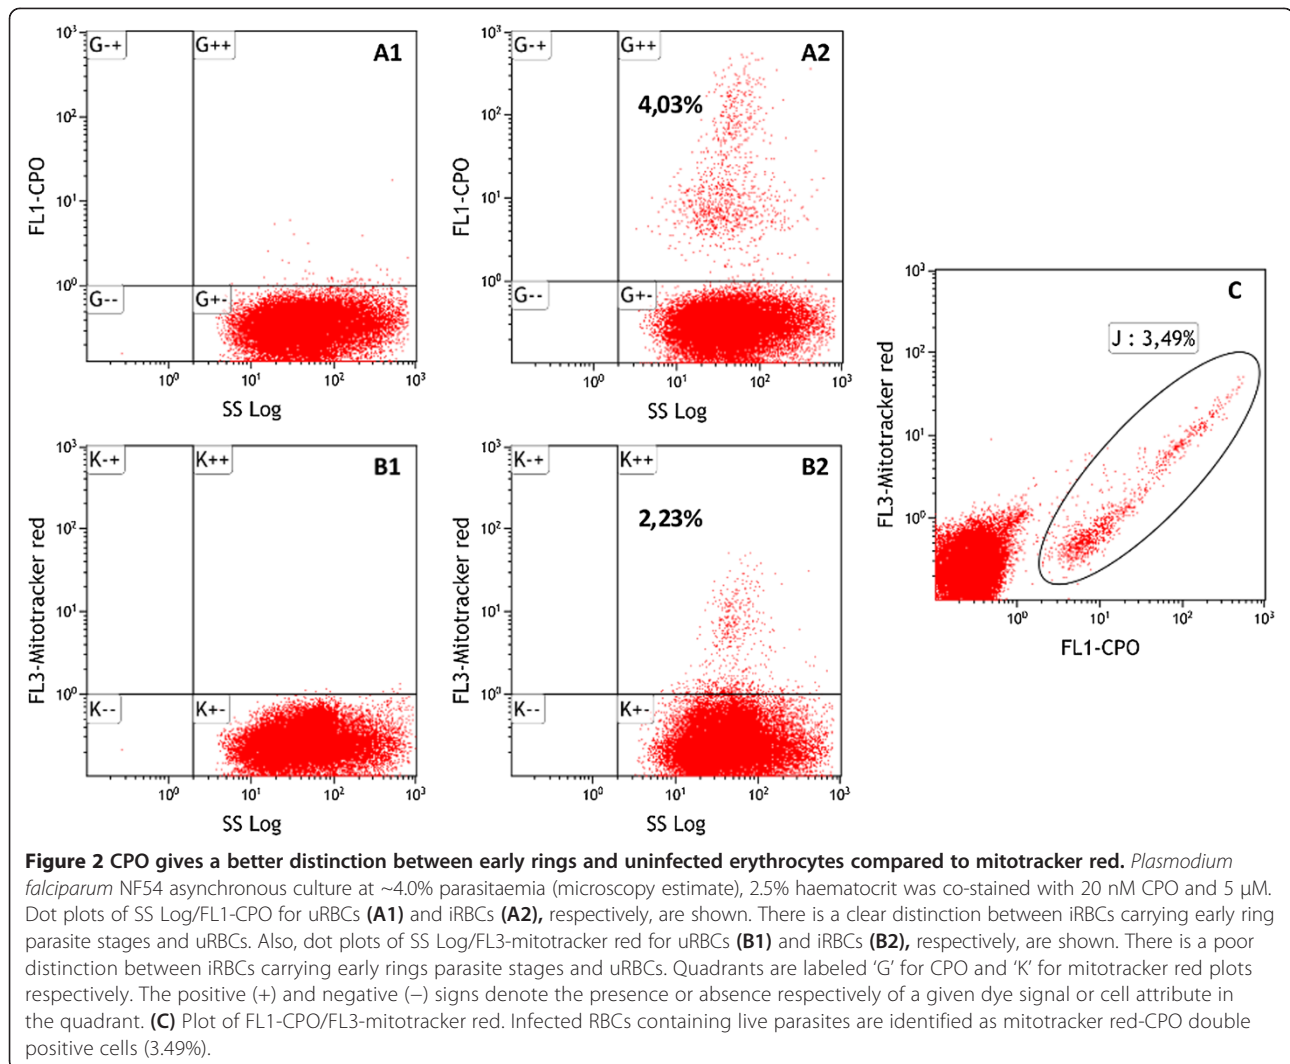 10³
G-+
G++
A1
10²
10¹
10⁰
FL1-CPO
G--
G+-
10⁰ 10¹ 10² 10³
SS Log
10³
G-+
G++
A2
4,03%
10²
10¹
10⁰
FL1-CPO
G--
G+-
10⁰ 10¹ 10² 10³
SS Log
10³
K-+
K++
B1
10²
10¹
10⁰
FL3-Mitotracker red
K--
K+-
10⁰ 10¹ 10² 10³
SS Log
10³
K-+
K++
B2
2,23%
10²
10¹
10⁰
FL3-Mitotracker red
K--
K+-
10⁰ 10¹ 10² 10³
SS Log
10³
C
J : 3,49%
10²
10¹
10⁰
FL3-Mitotracker red
10⁰ 10¹ 10² 10³
FL1-CPO
Figure 2 CPO gives a better distinction between early rings and uninfected erythrocytes compared to mitotracker red. Plasmodium
falciparum NF54 asynchronous culture at ~4.0% parasitaemia (microscopy estimate), 2.5% haematocrit was co-stained with 20 nM CPO and 5 μM.
Dot plots of SS Log/FL1-CPO for uRBCs (A1) and iRBCs (A2), respectively, are shown. There is a clear distinction between iRBCs carrying early ring
parasite stages and uRBCs. Also, dot plots of SS Log/FL3-mitotracker red for uRBCs (B1) and iRBCs (B2), respectively, are shown. There is a poor
distinction between iRBCs carrying early rings parasite stages and uRBCs. Quadrants are labeled ‘G’ for CPO and ‘K’ for mitotracker red plots
respectively. The positive (+) and negative (−) signs denote the presence or absence respectively of a given dye signal or cell attribute in
the quadrant. (C) Plot of FL1-CPO/FL3-mitotracker red. Infected RBCs containing live parasites are identified as mitotracker red-CPO double
positive cells (3.49%).